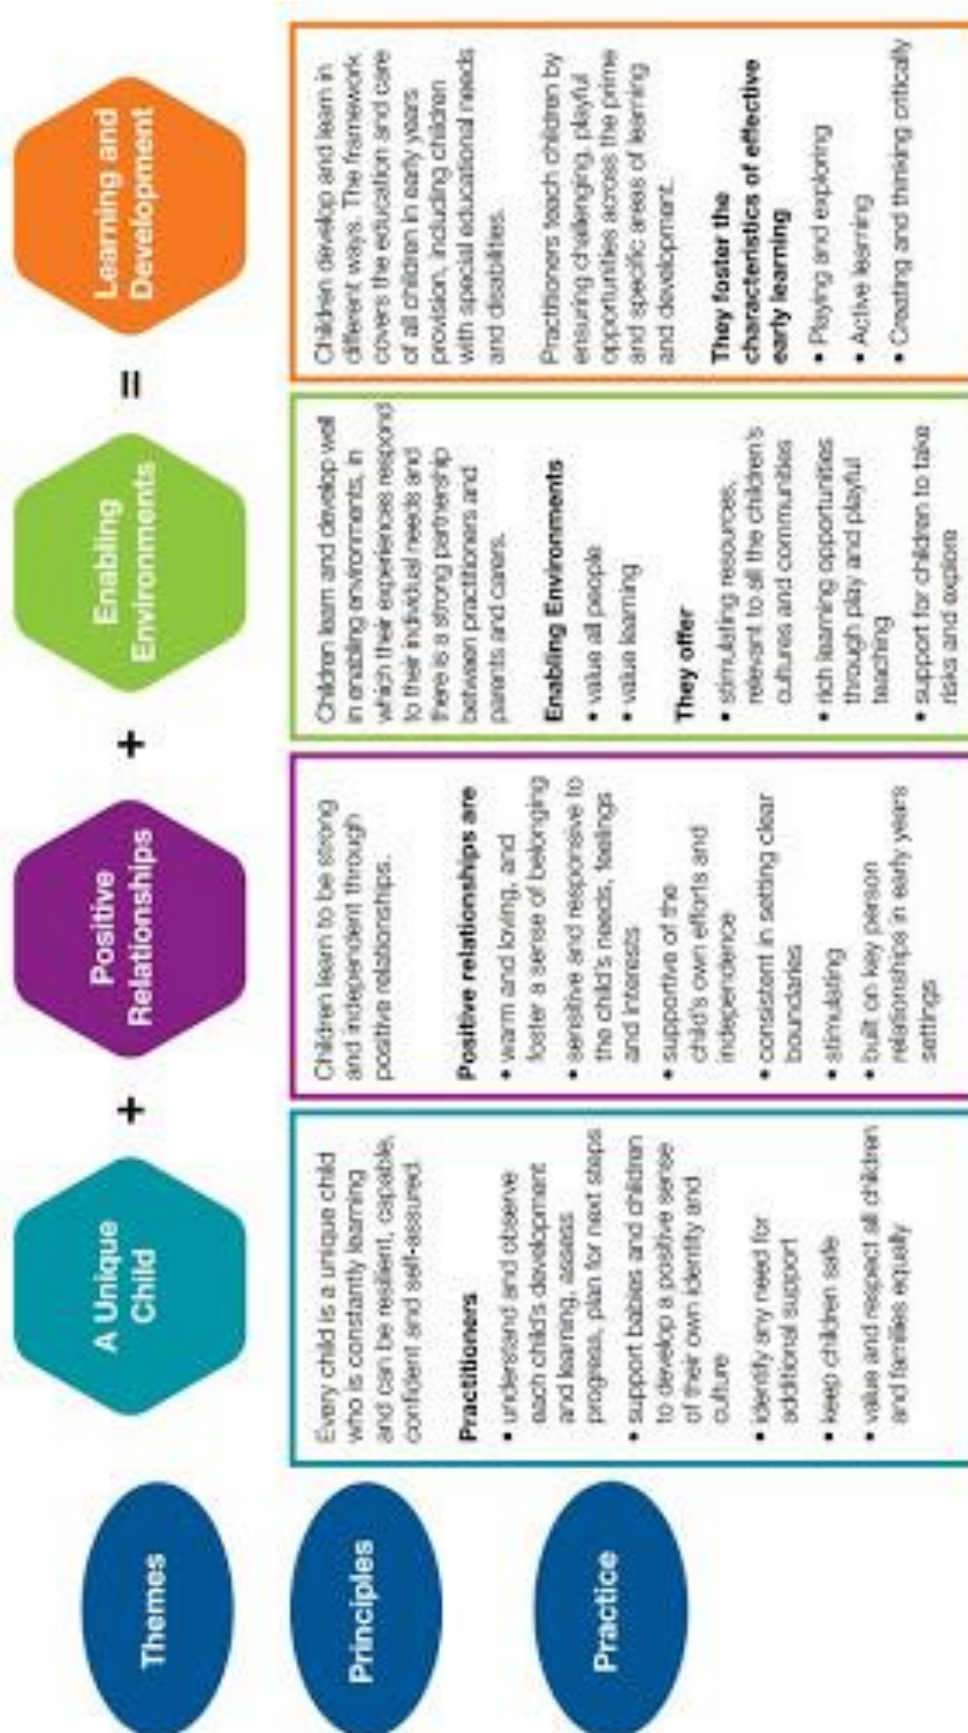 Themes
A Unique
Child
+
Positive
Relationships
+
Enabling
Environments
=
Learning and
Development
Principles
Every child is a unique child
who is constantly learning
and can be resilient, capable,
confident and self-assured.
Children learn to be strong
and independent through
positive relationships.
Children learn and develop well
in enabling environments, in
which their experiences respond
to their individual needs and
there is a strong partnership
between practitioners and
parents and carers.
Children develop and learn in
different ways. The framework
covers the education and care
of all children in early years
provision, including children
with special educational needs
and disabilities.
Practice
Practitioners
• understand and observe
each child's development
and learning, assess
progress, plan for next steps
• support babies and children
to develop a positive sense
of their own identity and
culture
• identify any need for
additional support
• keep children safe
• value and respect all children
and families equally
Positive relationships are
• warm and loving, and
foster a sense of belonging
• sensitive and responsive to
the child's needs, feelings
and interests
• supportive of the
child's own efforts and
independence
• consistent in setting clear
boundaries
• stimulating
• built on key person
relationships in early years
settings
Enabling Environments
• value all people
• value learning
They offer
• stimulating resources,
relevant to all the children's
cultures and communities
• rich learning opportunities
through play and playful
teaching
• support for children to take
risks and explore
Practitioners teach children by
ensuring challenging, playful
opportunities across the prime
and specific areas of learning
and development.
They foster the
characteristics of effective
early learning
• Playing and exploring
• Active learning
• Creating and thinking critically